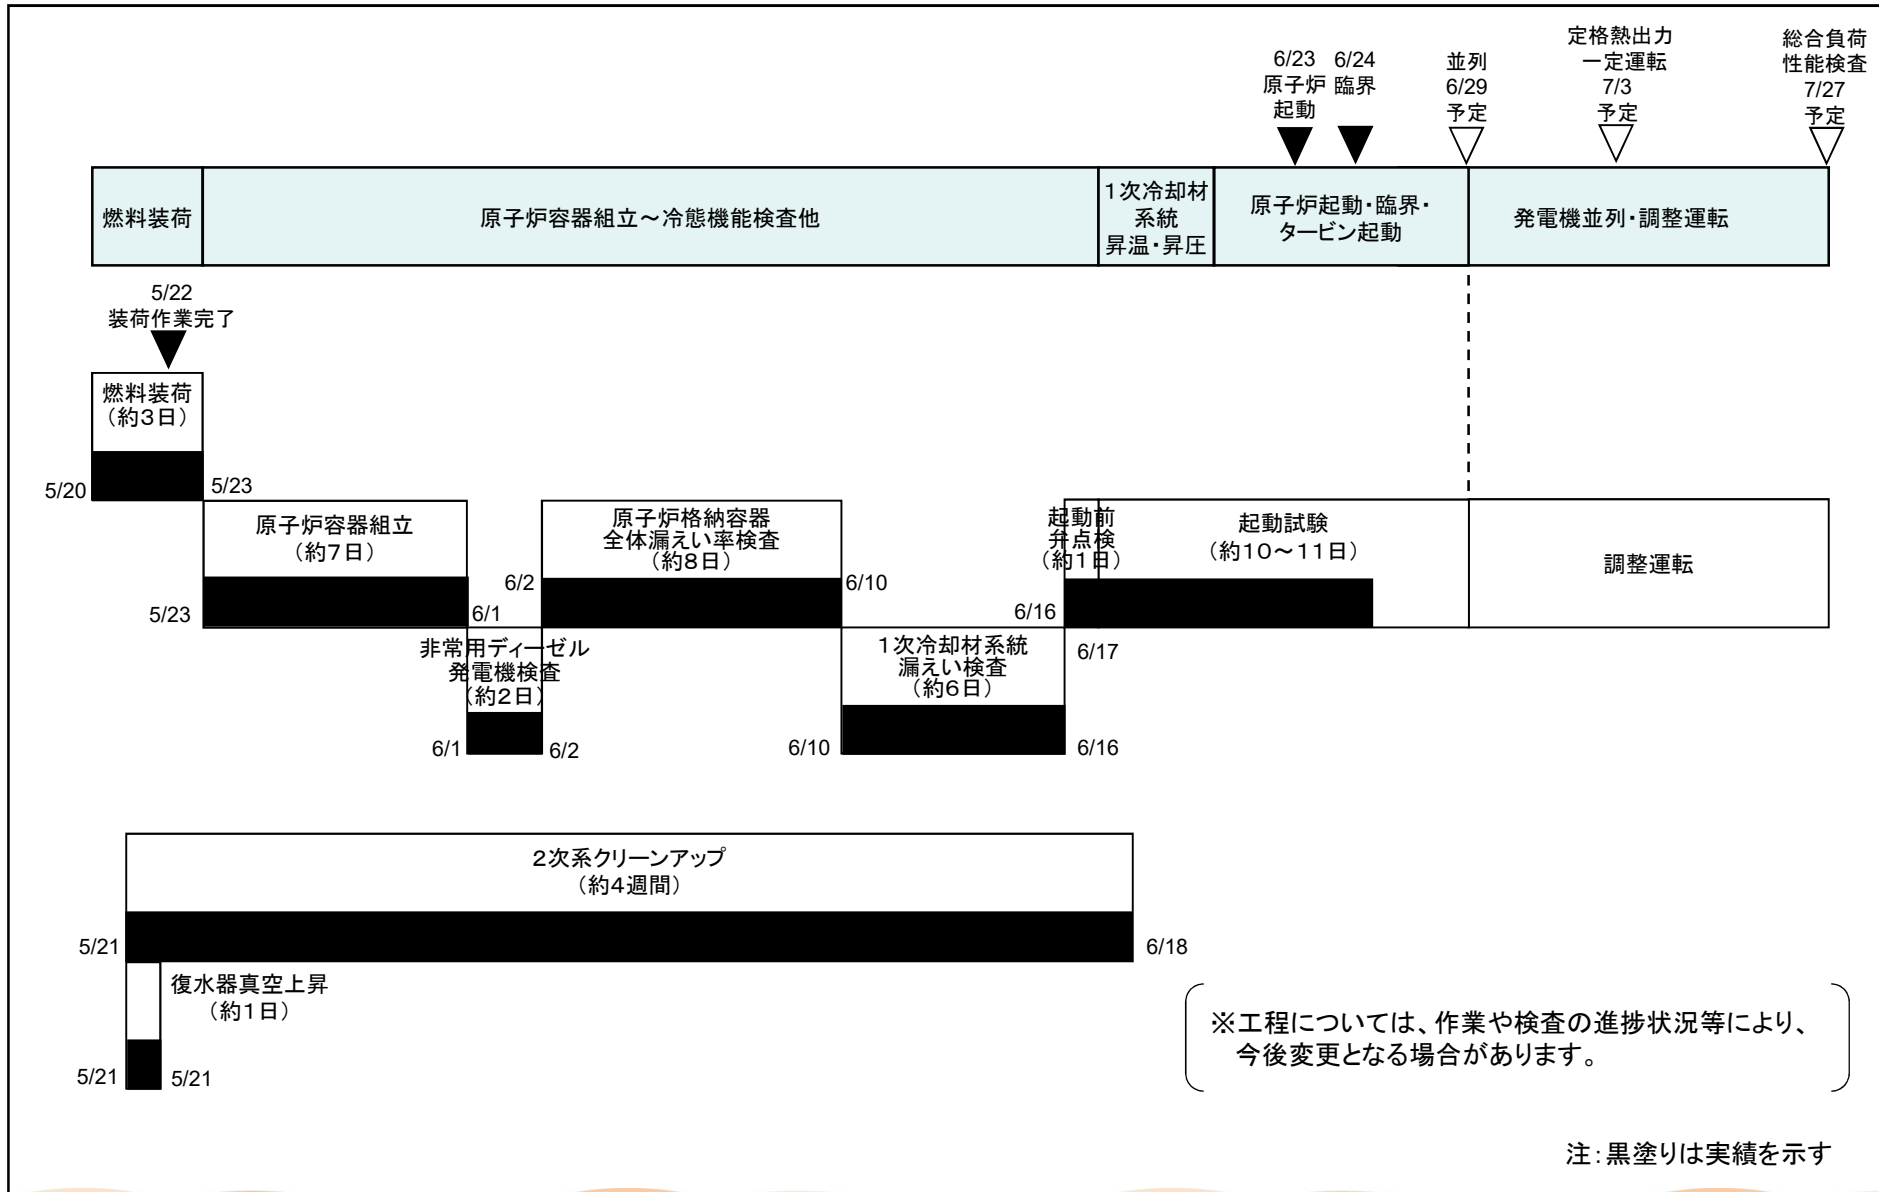 6/23
原子炉
起動
6/24
臨界
並列
6/29
予定
定格熱出力
一定運転
7/3
予定
総合負荷
性能検査
7/27
予定
燃料装荷
原子炉容器組立～冷態機能検査他
1次冷却材
系統
昇温・昇圧
原子炉起動・臨界・
タービン起動
発電機並列・調整運転
5/22
装荷作業完了
燃料装荷
（約3日）
5/20
5/23
原子炉容器組立
（約7日）
5/23
6/1
非常用ディーゼル
発電機検査
（約2日）
6/1
6/2
原子炉格納容器
全体漏えい率検査
（約8日）
6/2
6/10
1次冷却材系統
漏えい検査
（約6日）
6/10
6/16
起動前
弁点検
（約1日）
6/16
6/17
起動試験
（約10～11日）
調整運転
2次系クリーンアップ
（約4週間）
5/21
6/18
復水器真空上昇
（約1日）
5/21
5/21
※工程については、作業や検査の進捗状況等により、
今後変更となる場合があります。
注：黒塗りは実績を示す